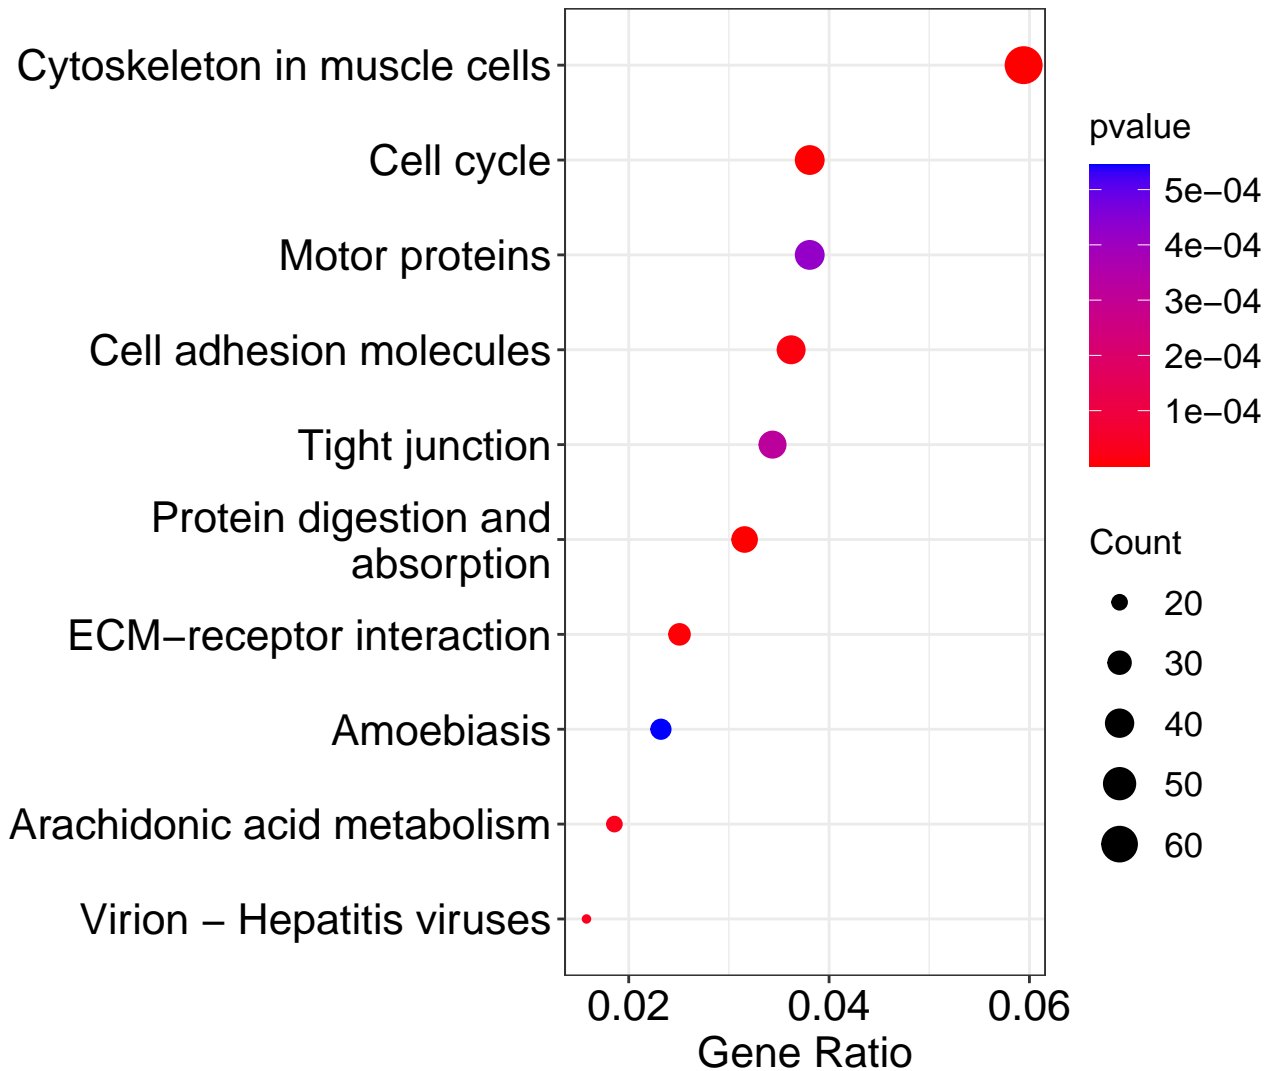 Cytoskeleton in muscle cells
Cell cycle
Motor proteins
Cell adhesion molecules
Tight junction
Protein digestion and
absorption
ECM−receptor interaction
Amoebiasis
Arachidonic acid metabolism
Virion − Hepatitis viruses
0.02 0.04 0.06
Gene Ratio
pvalue
5e−04
4e−04
3e−04
2e−04
1e−04
Count
20
30
40
50
60